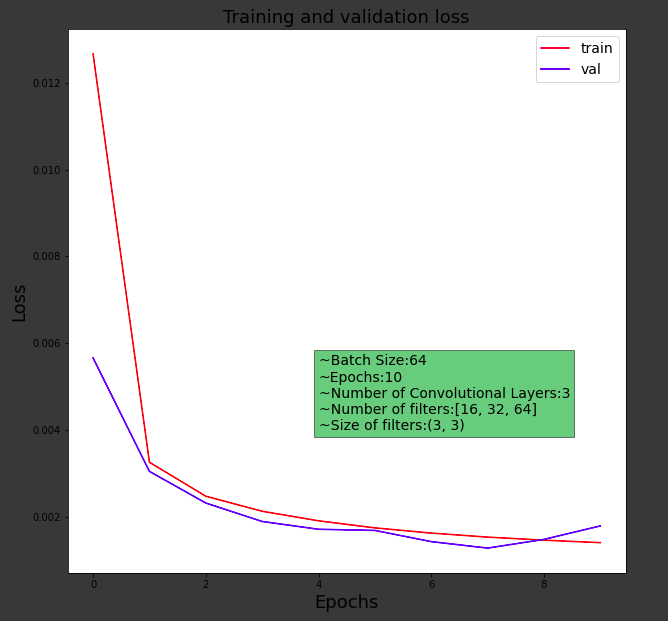 Training and validation loss
train
val
0.012
0.010
0.008
0.006
0.004
0.002
Loss
~Batch Size:64
~Epochs:10
~Number of Convolutional Layers:3
~Number of filters:[16, 32, 64]
~Size of filters:(3, 3)
0 2 4 6 8
Epochs